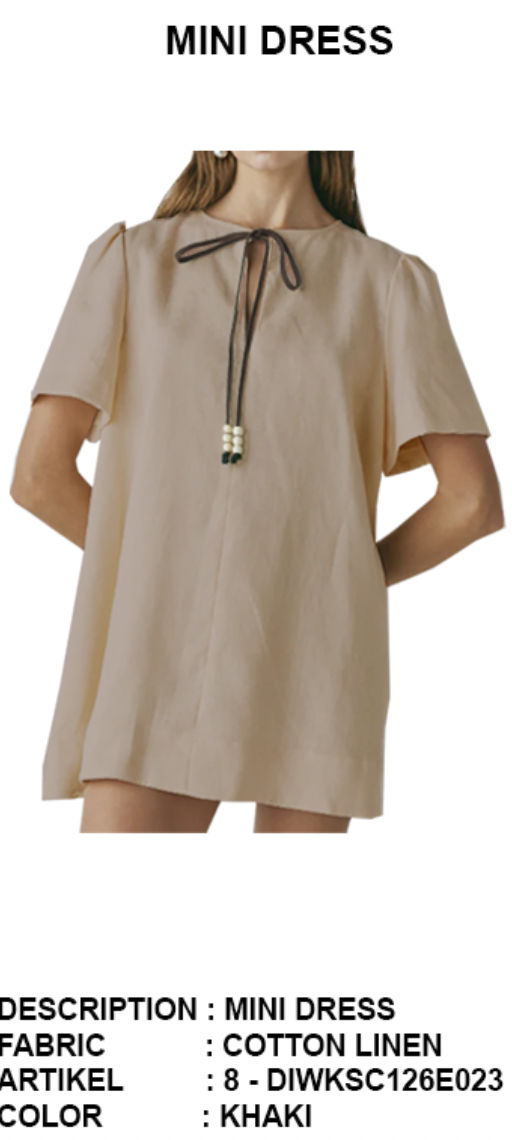 MINI DRESS
DESCRIPTION : MINI DRESS
FABRIC : COTTON LINEN
ARTIKEL : 8 - DIWKSC126E023
COLOR : KHAKI